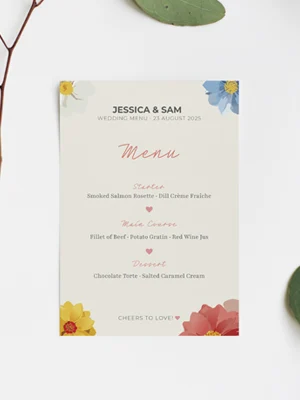 JESSICA & SAM
WEDDING MENU · 23 AUGUST 2025
Menu
Starter
Smoked Salmon Rosette · Dill Crème Fraîche
Main Course
Fillet of Beef · Potato Gratin · Red Wine Jus
Dessert
Chocolate Torte · Salted Caramel Cream
CHEERS TO LOVE!